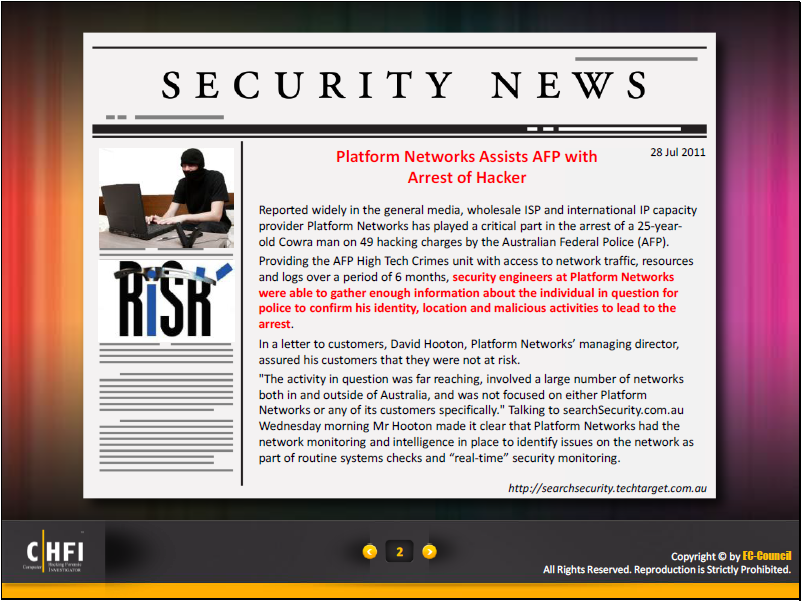 SECURITY NEWS
Platform Networks Assists AFP with
Arrest of Hacker
28 Jul 2011
Reported widely in the general media, wholesale ISP and international IP capacity
provider Platform Networks has played a critical part in the arrest of a 25-year-
old Cowra man on 49 hacking charges by the Australian Federal Police (AFP).
Providing the AFP High Tech Crimes unit with access to network traffic, resources
and logs over a period of 6 months, security engineers at Platform Networks
were able to gather enough information about the individual in question for
police to confirm his identity, location and malicious activities to lead to the
arrest.
In a letter to customers, David Hooton, Platform Networks’ managing director,
assured his customers that they were not at risk.
"The activity in question was far reaching, involved a large number of networks
both in and outside of Australia, and was not focused on either Platform
Networks or any of its customers specifically." Talking to searchSecurity.com.au
Wednesday morning Mr Hooton made it clear that Platform Networks had the
network monitoring and intelligence in place to identify issues on the network as
part of routine systems checks and “real-time” security monitoring.
http://searchsecurity.techtarget.com.au
RiSK
CHFI
Computer Hacking Forensic
INVESTIGATOR
2
Copyright © by EC-Council
All Rights Reserved. Reproduction is Strictly Prohibited.